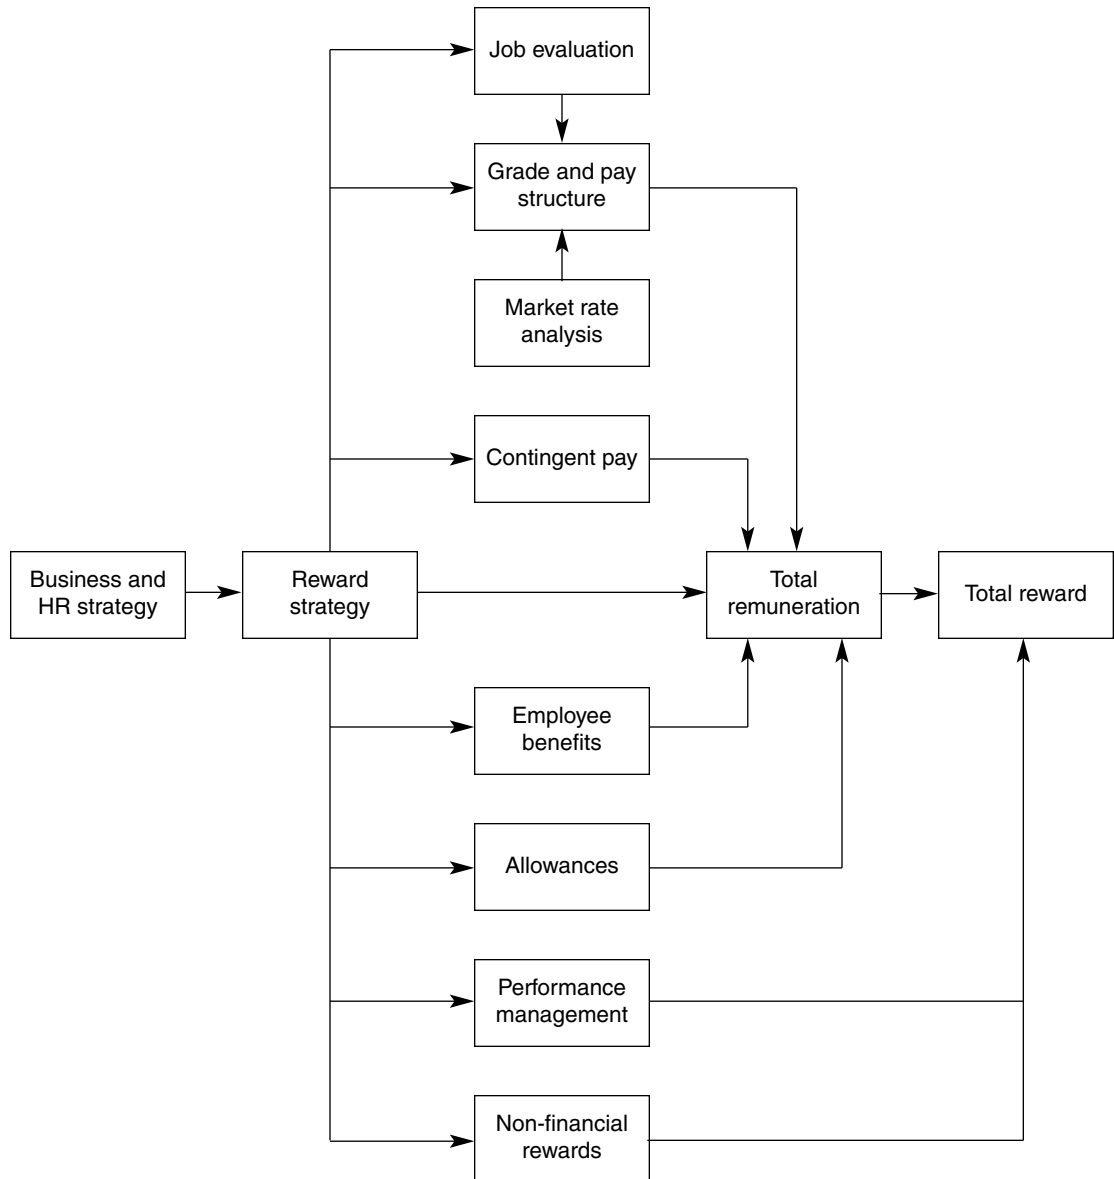 Job evaluation
Grade and pay
structure
Market rate
analysis
Contingent pay
Business and
HR strategy
Reward
strategy
Total
remuneration
Total reward
Employee
benefits
Allowances
Performance
management
Non-financial
rewards